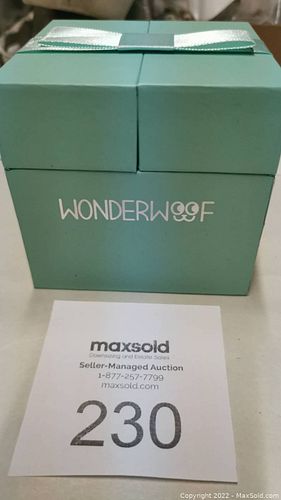 WONDERWOOF
maxsold
Downsizing and Estate Sales
Seller-Managed Auction
1-877-257-7799
maxsold.com
230
Copyright © 2022 - MaxSold.com